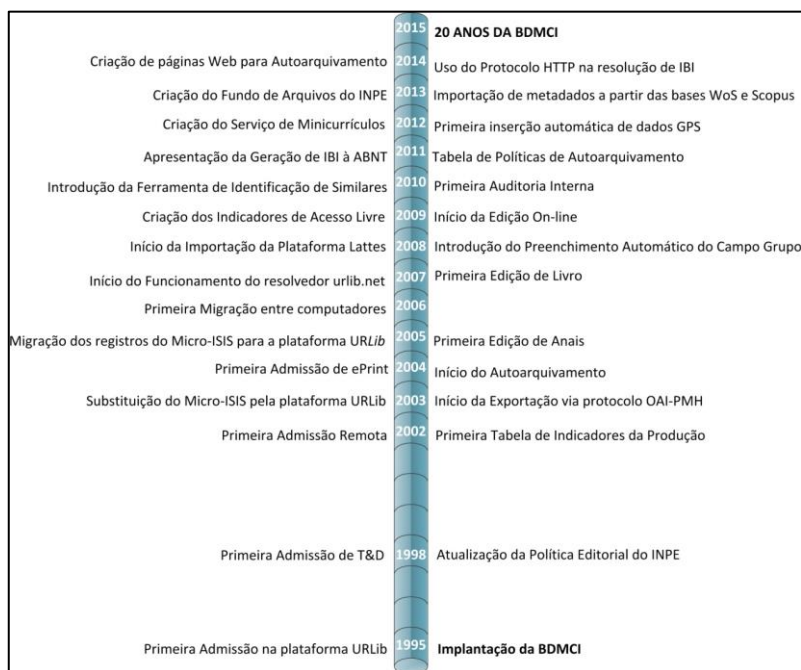 2015 20 ANOS DA BDMCI
Criação de páginas Web para Autoarquivamento 2014 Uso do Protocolo HTTP na resolução de IBI
Criação do Fundo de Arquivos do INPE 2013 Importação de metadados a partir das bases WoS e Scopus
Criação do Serviço de Minicurrículos 2012 Primeira inserção automática de dados GPS
Apresentação da Geração de IBI à ABNT 2011 Tabela de Políticas de Autoarquivamento
Introdução da Ferramenta de Identificação de Similares 2010 Primeira Auditoria Interna
Criação dos Indicadores de Acesso Livre 2009 Início da Edição On-line
Início da Importação da Plataforma Lattes 2008 Introdução do Preenchimento Automático do Campo Grupo
Início do Funcionamento do resolvedor urlib.net 2007 Primeira Edição de Livro
Primeira Migração entre computadores 2006
Migração dos registros do Micro-ISIS para a plataforma URLib 2005 Primeira Edição de Anais
Primeira Admissão de ePrint 2004 Início do Autoarquivamento
Substituição do Micro-ISIS pela plataforma URLib 2003 Início da Exportação via protocolo OAI-PMH
Primeira Admissão Remota 2002 Primeira Tabela de Indicadores da Produção
Primeira Admissão de T&D 1998 Atualização da Política Editorial do INPE
Primeira Admissão na plataforma URLib 1995 Implantação da BDMCI